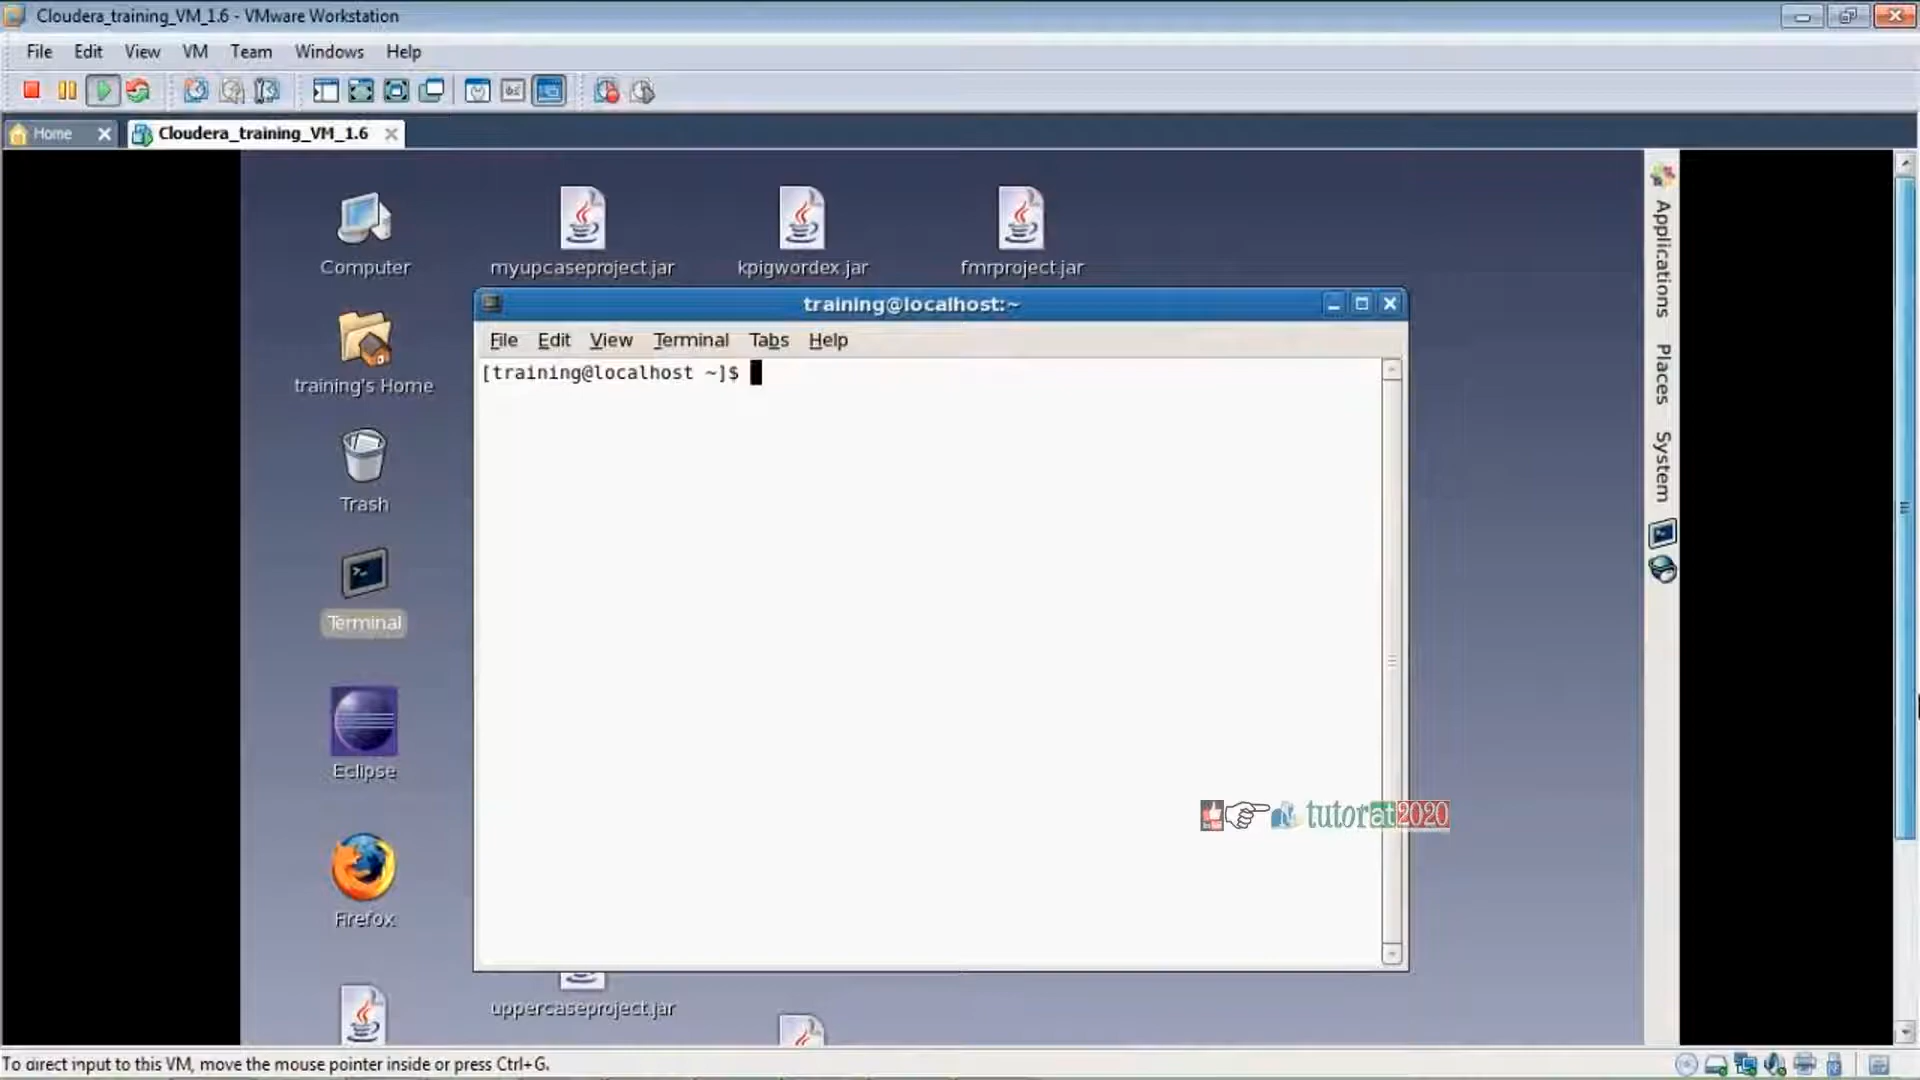 Cloudera_training_VM_1.6 - VMware Workstation
File Edit View VM Team Windows Help
Home Cloudera_training_VM_1.6
Computer myupcaseproject.jar kpigwordex.jar fmrproject.jar
training@localhost:~
File Edit View Terminal Tabs Help
[training@localhost ~]$
training's Home
Trash
Terminal
Eclipse
Firefox
uppercaseproject.jar
tutorat2020
Applications
Places
System
To direct input to this VM, move the mouse pointer inside or press Ctrl+G.